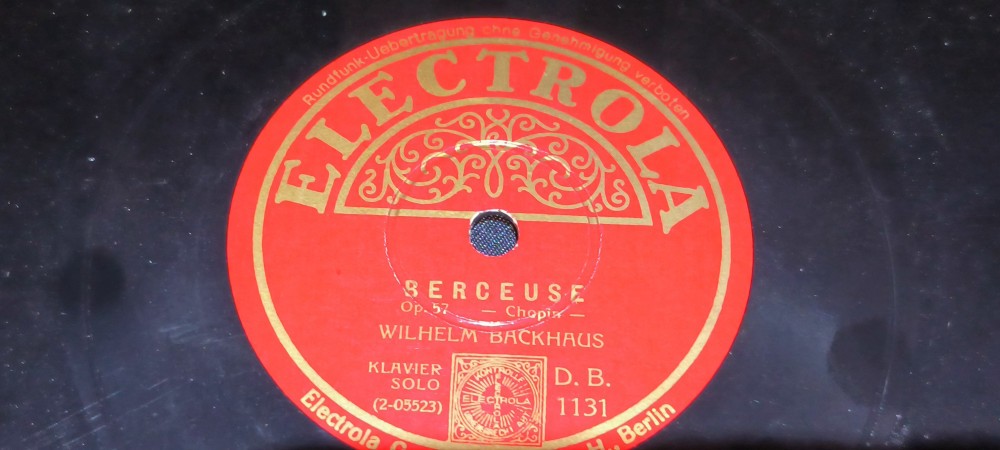 Rundfunk-Uebertragung ohne Genehmigung verboten
ELECTROLA
BERCEUSE
Op. 57 — Chopin —
WILHELM BACKHAUS
KLAVIER
SOLO
(2-05523)
ELECTROLA
D. B.
1131
Electrola G. H., Berlin